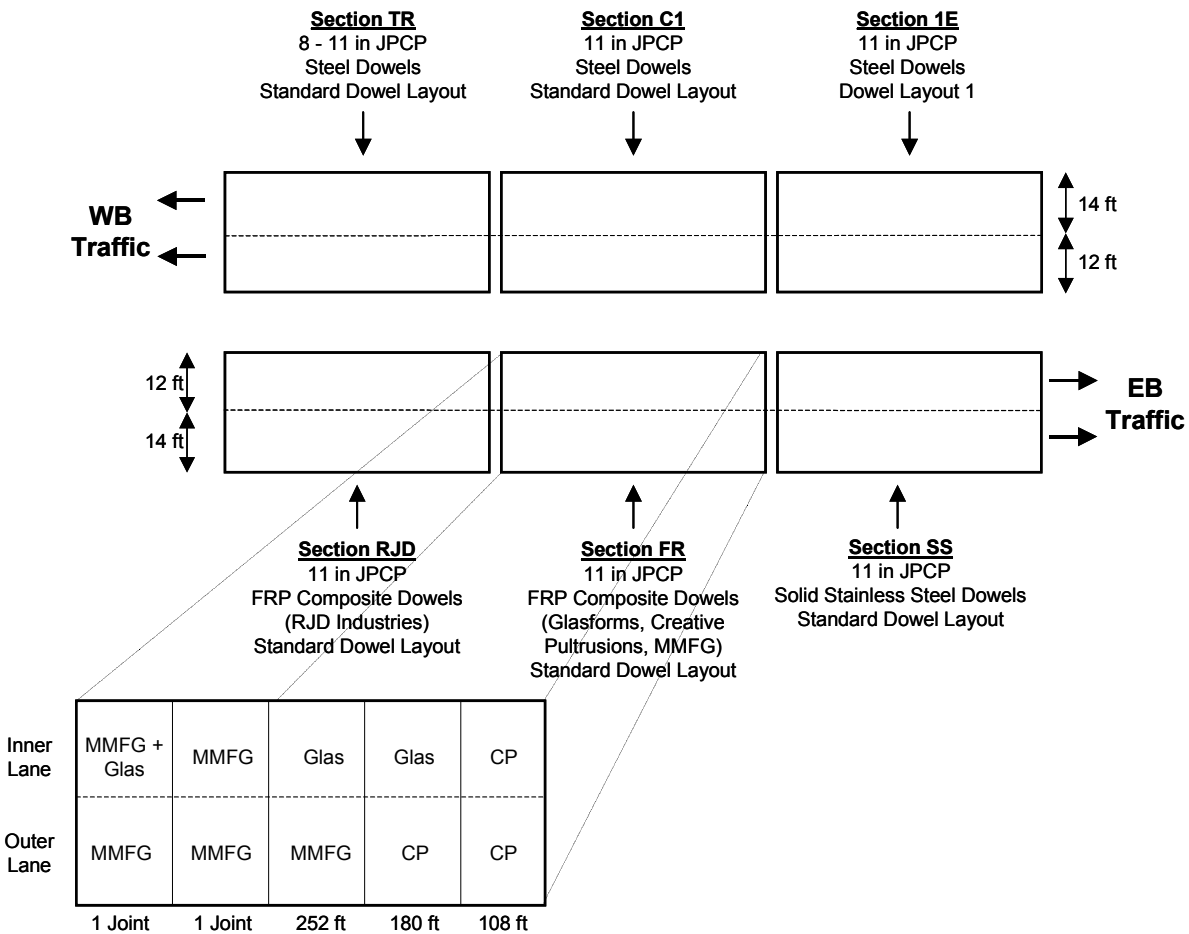 Section TR
8 - 11 in JPCP
Steel Dowels
Standard Dowel Layout
Section C1
11 in JPCP
Steel Dowels
Standard Dowel Layout
Section 1E
11 in JPCP
Steel Dowels
Dowel Layout 1
WB
Traffic
14 ft
12 ft
12 ft
14 ft
EB
Traffic
Section RJD
11 in JPCP
FRP Composite Dowels
(RJD Industries)
Standard Dowel Layout
Section FR
11 in JPCP
FRP Composite Dowels
(Glasforms, Creative
Pultrusions, MMFG)
Standard Dowel Layout
Section SS
11 in JPCP
Solid Stainless Steel Dowels
Standard Dowel Layout
Inner
Lane
MMFG +
Glas
MMFG
Glas
Glas
CP
Outer
Lane
MMFG
MMFG
MMFG
CP
CP
1 Joint
1 Joint
252 ft
180 ft
108 ft